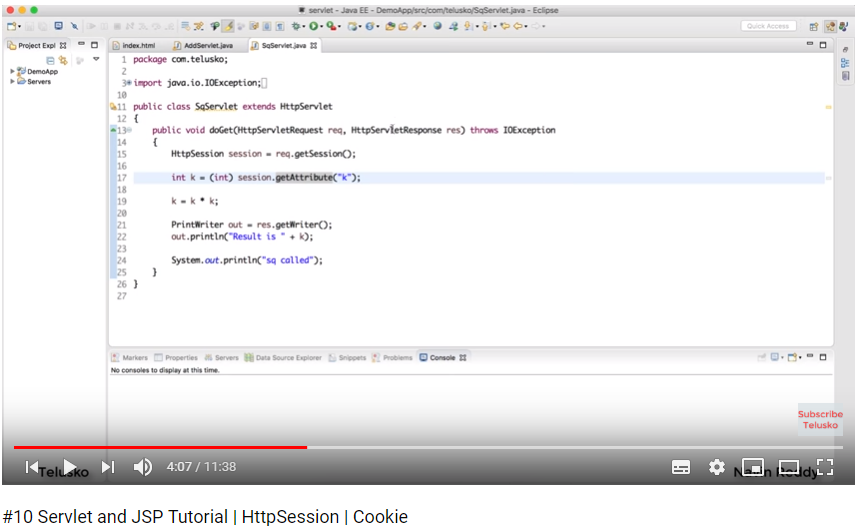 servlet - Java EE - DemoApp/src/com/telusko/SqServlet.java - Eclipse
Quick Access
Project Expl
index.html
AddServlet.java
SqServlet.java
DemoApp
Servers
1 package com.telusko;
2
3 import java.io.IOException;
10
11 public class SqServlet extends HttpServlet
12 {
13 public void doGet(HttpServletRequest req, HttpServletResponse res) throws IOException
14 {
15 HttpSession session = req.getSession();
16
17 int k = (int) session.getAttribute("k");
18
19 k = k * k;
20
21 PrintWriter out = res.getWriter();
22 out.println("Result is " + k);
23
24 System.out.println("sq called");
25 }
26 }
27
Markers Properties Servers Data Source Explorer Snippets Problems Console
No consoles to display at this time.
Subscribe
Telusko
4:07 / 11:38
Telusko
Navin Reddy
#10 Servlet and JSP Tutorial | HttpSession | Cookie